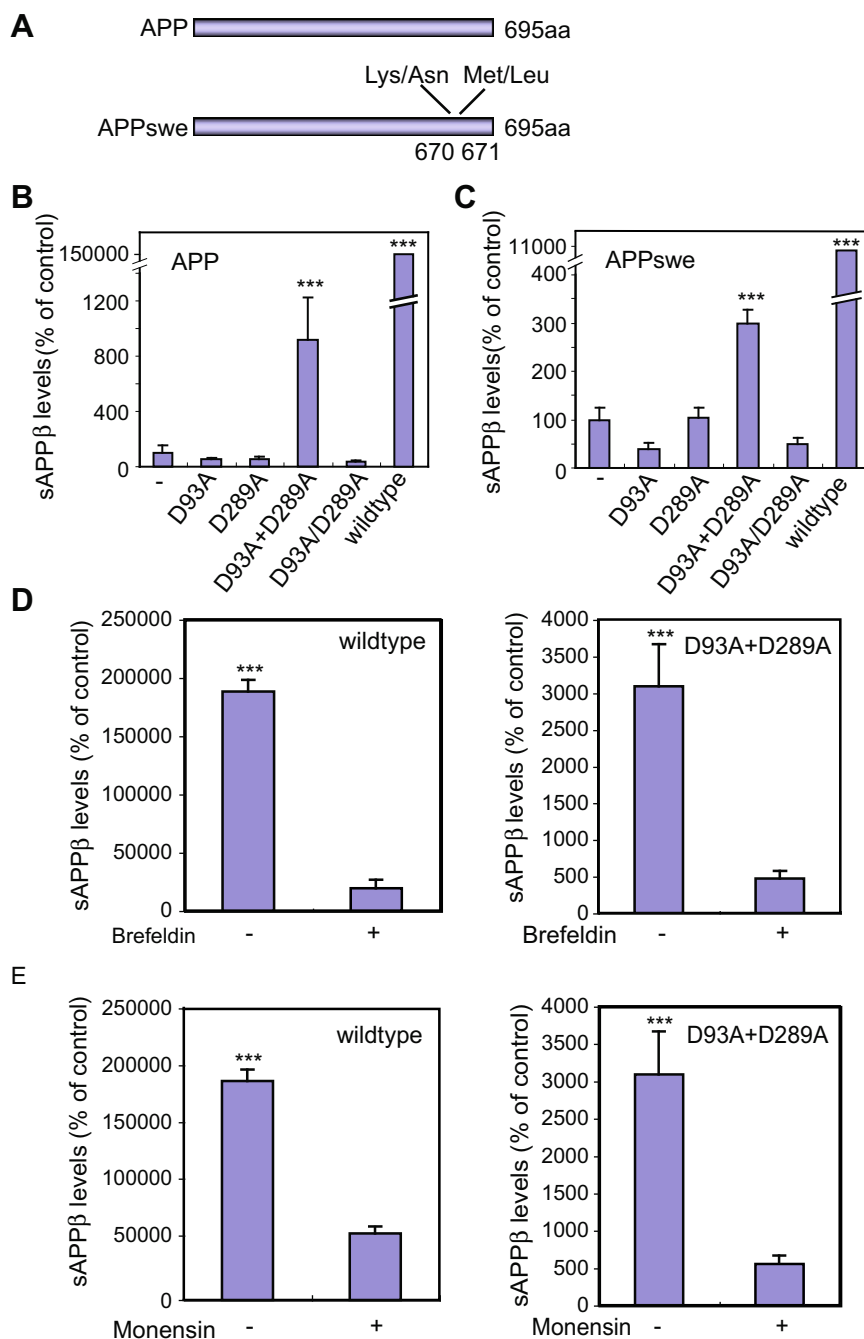 A
APP 695aa
Lys/Asn Met/Leu
APPswe 695aa
670 671
B
sAPPβ levels (% of control)
150000
1200
800
400
0
APP
***
***
-
D93A
D289A
D93A+D289A
D93A/D289A
wildtype
C
sAPPβ levels(% of control)
11000
400
300
200
100
0
APPswe
***
***
-
D93A
D289A
D93A+D289A
D93A/D289A
wildtype
D
sAPPβ levels (% of control)
250000
200000
150000
100000
50000
0
wildtype
***
Brefeldin - +
sAPPβ levels (% of control)
4000
3500
3000
2500
2000
1500
1000
500
0
D93A+D289A
***
Brefeldin - +
E
sAPPβ levels (% of control)
250000
200000
150000
100000
50000
0
wildtype
***
Monensin - +
sAPPβ levels (% of control)
4000
3500
3000
2500
2000
1500
1000
500
0
D93A+D289A
***
Monensin - +